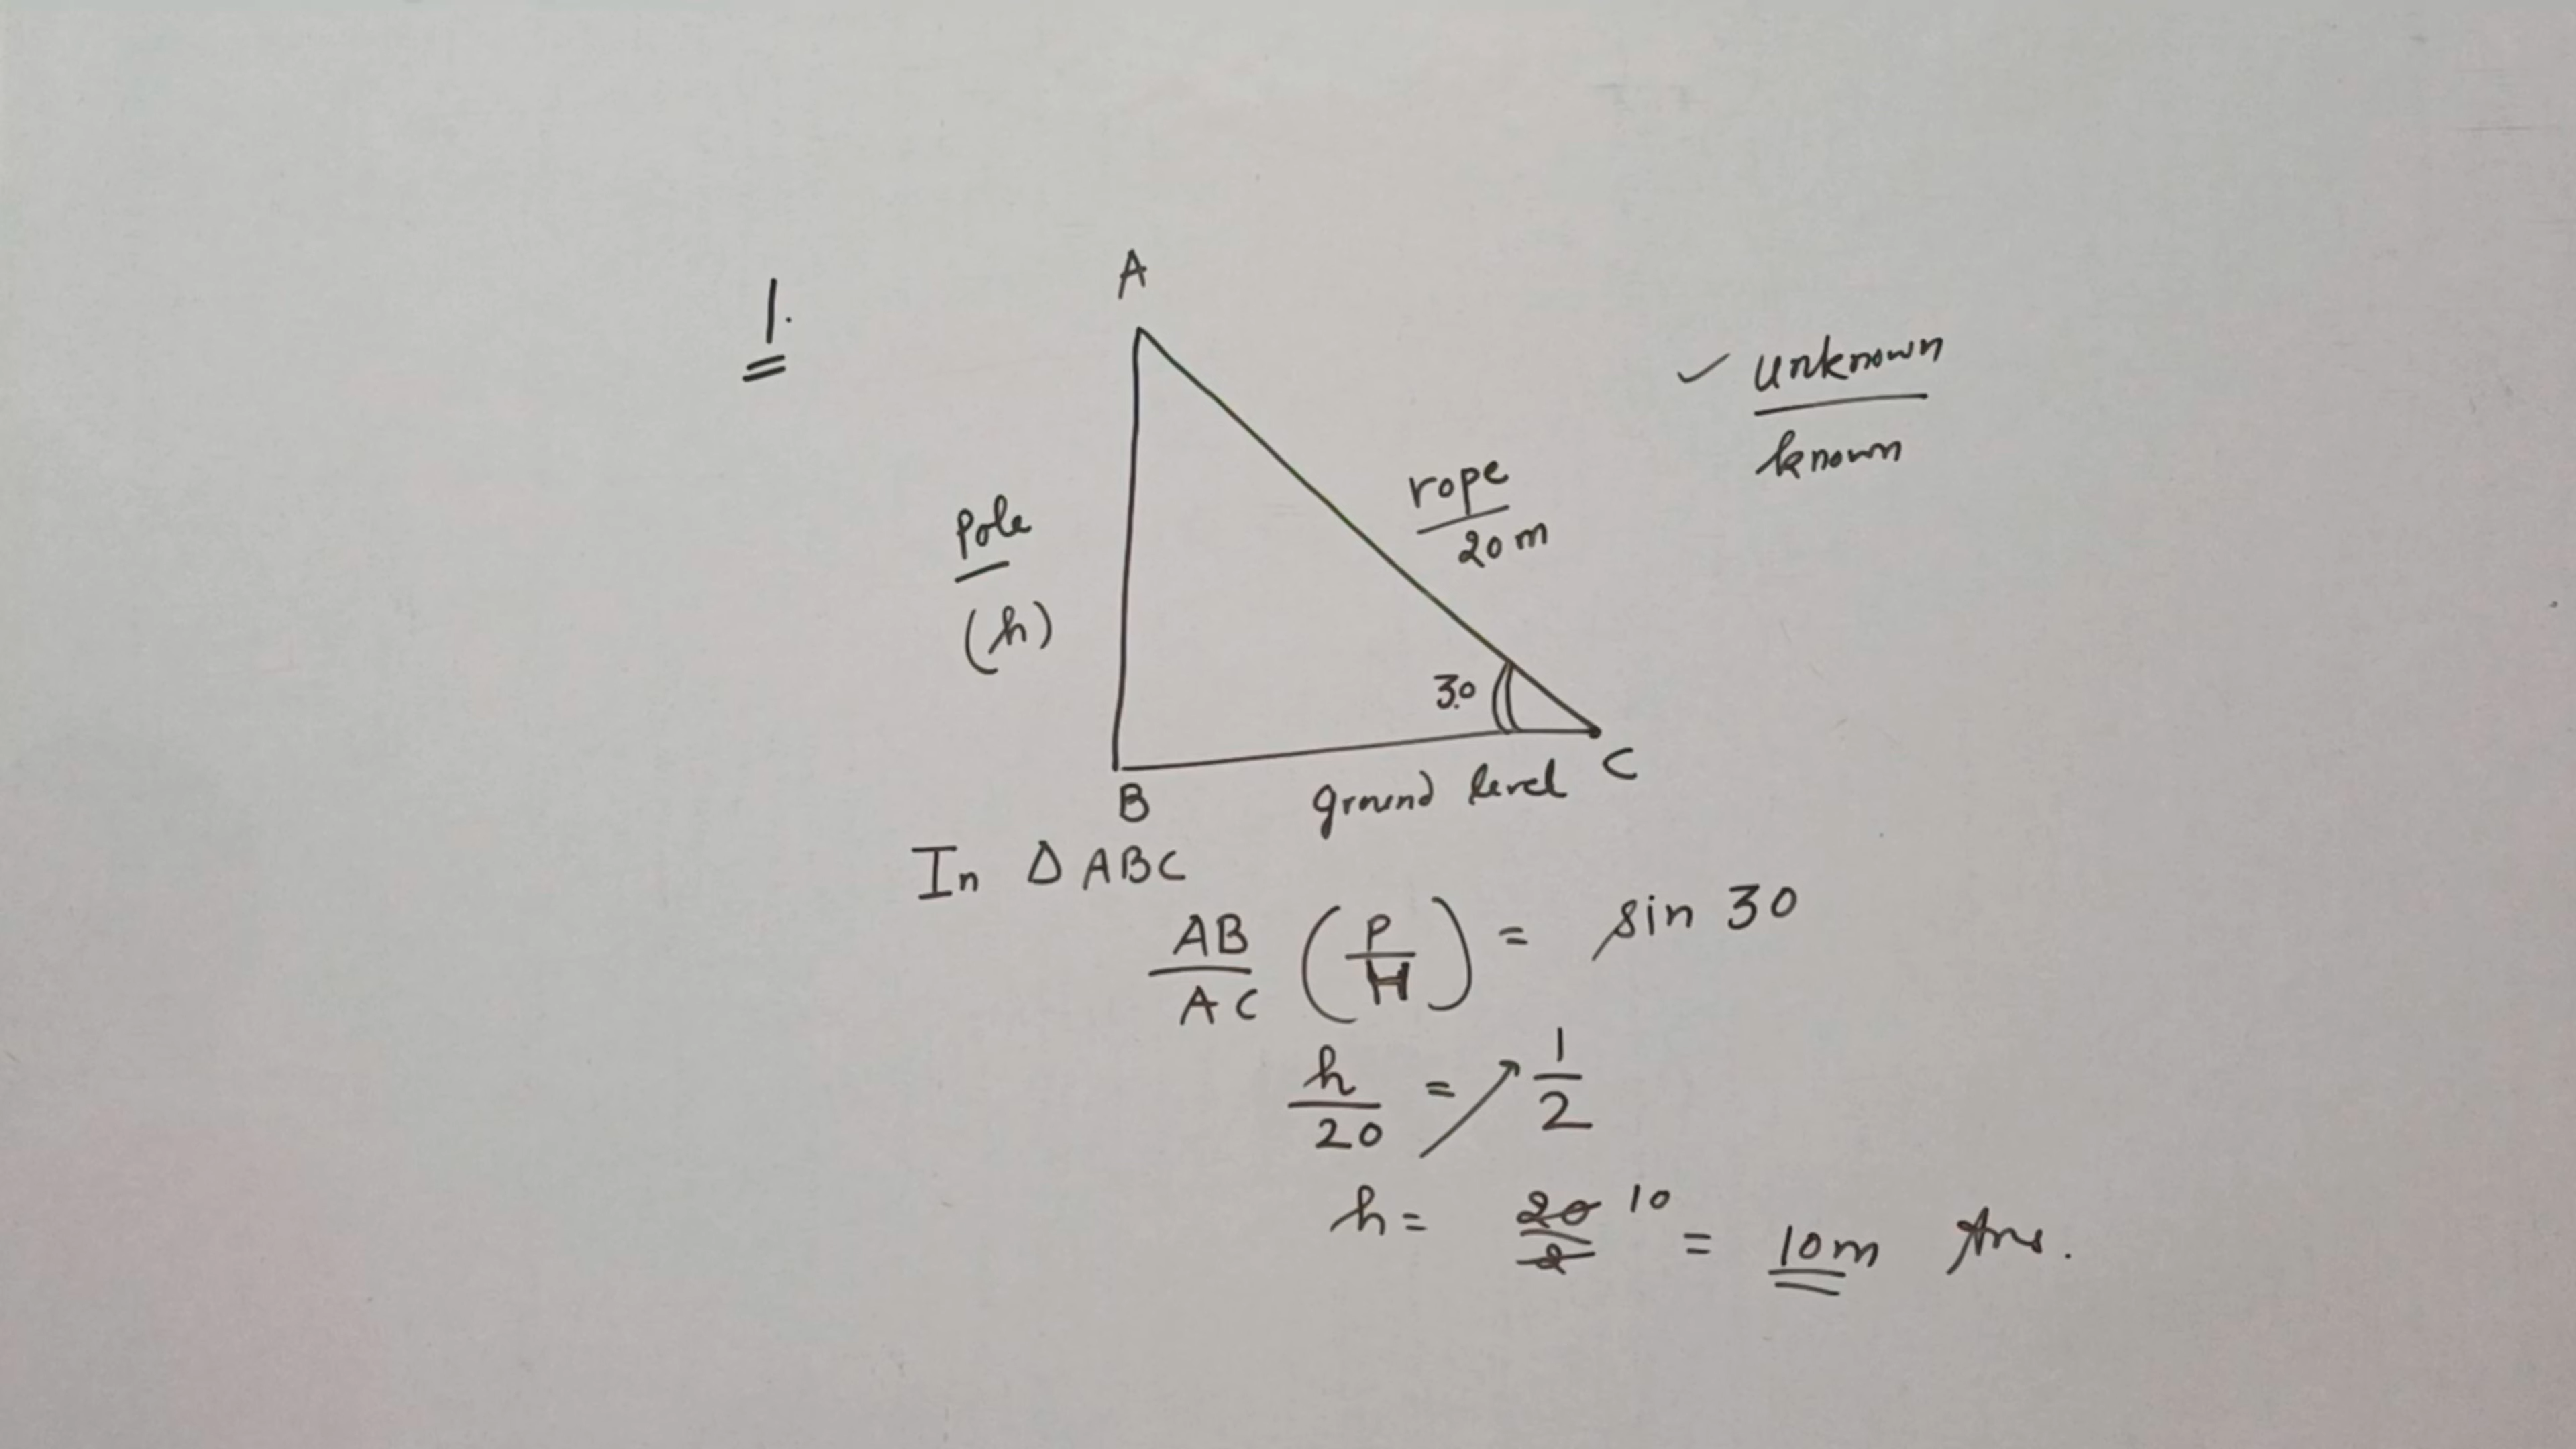 1.
A
unknown
known
rope
20 m
Pole
(h)
30
B
C
ground level
In Δ ABC
AB/AC (P/H) = sin 30
h/20 = 1/2
h = 20/2 10 = 10m Ans.